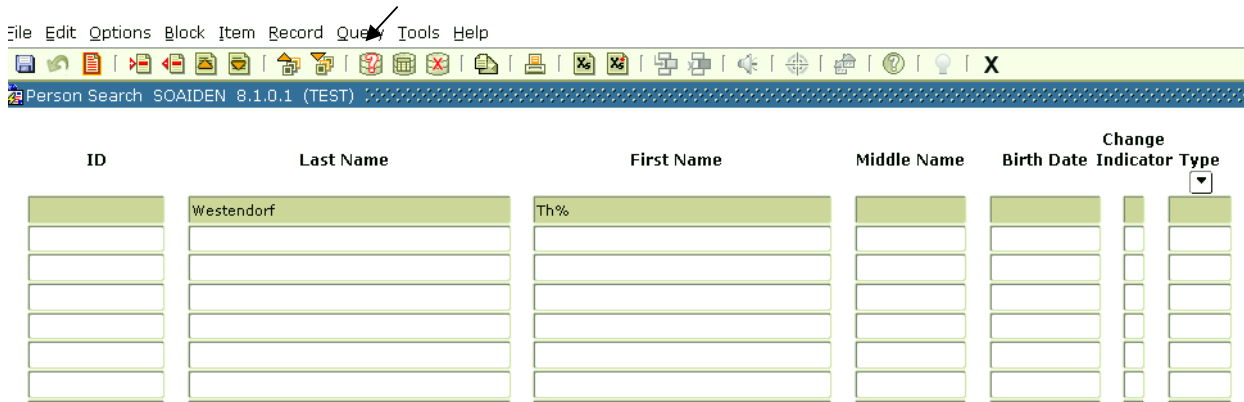 File Edit Options Block Item Record Query Tools Help
X
Person Search SOAIDEN 8.1.0.1 (TEST)
ID Last Name First Name Middle Name Birth Date Change Indicator Type
Westendorf Th%